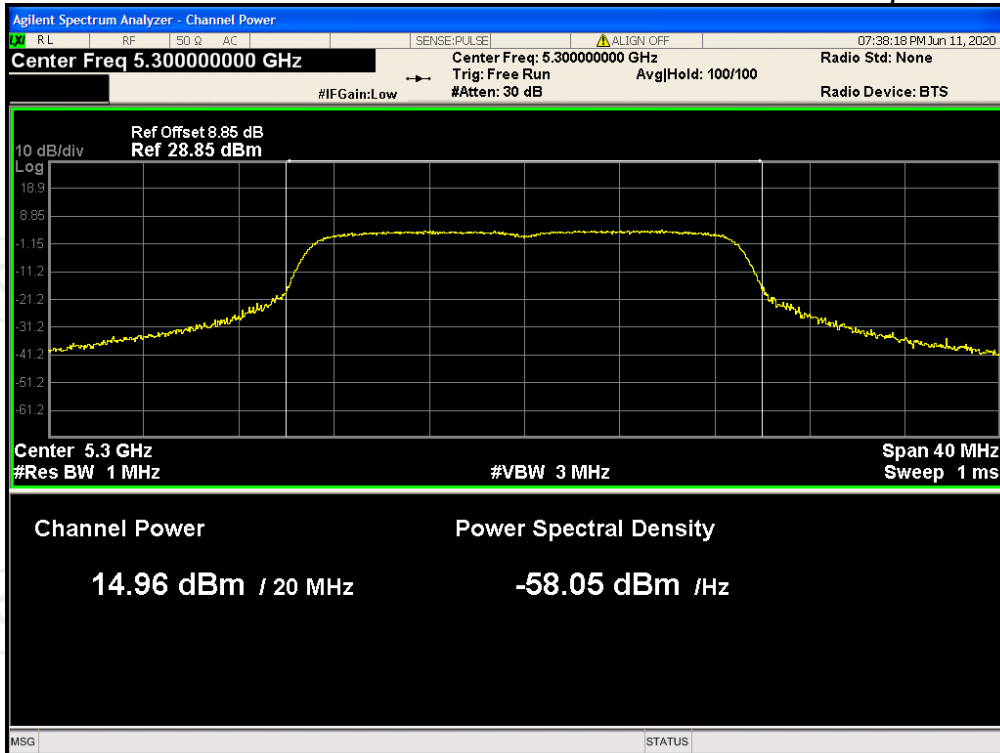 Agilent Spectrum Analyzer - Channel Power
LXI RL RF 50 Ω AC SENSE:PULSE ALIGN OFF 07:38:18 PM Jun 11, 2020
Center Freq 5.300000000 GHz
Center Freq: 5.300000000 GHz
Radio Std: None
Trig: Free Run Avg|Hold: 100/100
#IFGain:Low
#Atten: 30 dB
Radio Device: BTS
Ref Offset 8.85 dB
10 dB/div Ref 28.85 dBm
Log
18.9
8.85
-1.15
-11.2
-21.2
-31.2
-41.2
-51.2
-61.2
Center 5.3 GHz Span 40 MHz
#Res BW 1 MHz #VBW 3 MHz Sweep 1 ms
Channel Power Power Spectral Density
14.96 dBm / 20 MHz -58.05 dBm /Hz
MSG STATUS